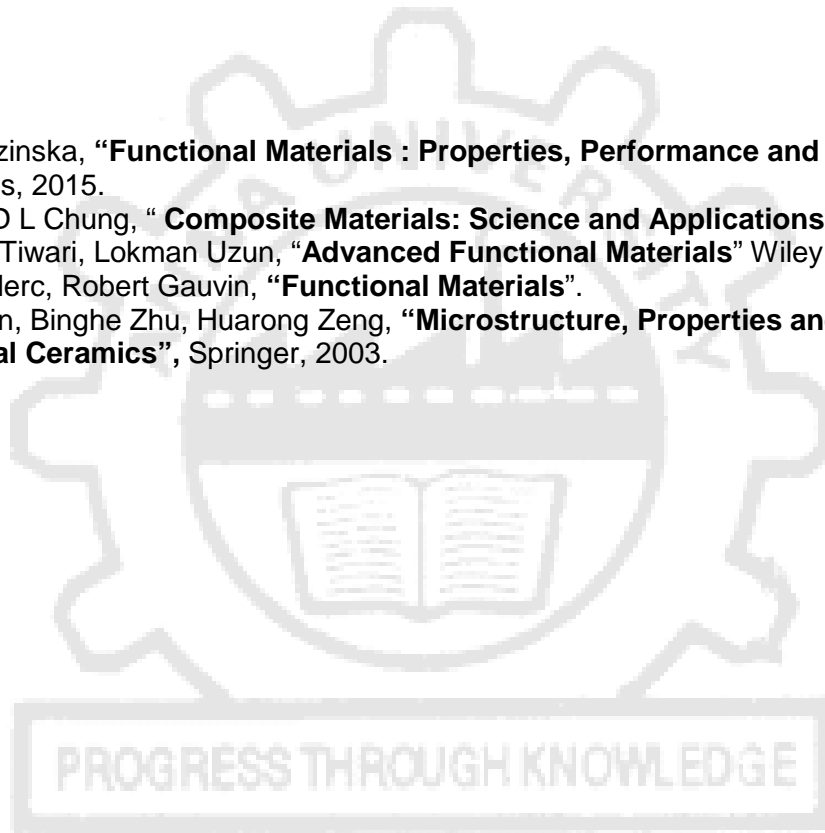 zinska, “Functional Materials : Properties, Performance and
s, 2015.
D L Chung, “ Composite Materials: Science and Applications
Tiwari, Lokman Uzun, “Advanced Functional Materials” Wiley
lerc, Robert Gauvin, “Functional Materials”.
n, Binghe Zhu, Huarong Zeng, “Microstructure, Properties an
al Ceramics”, Springer, 2003.
UNIVERSITY
PROGRESS THROUGH KNOWLEDGE